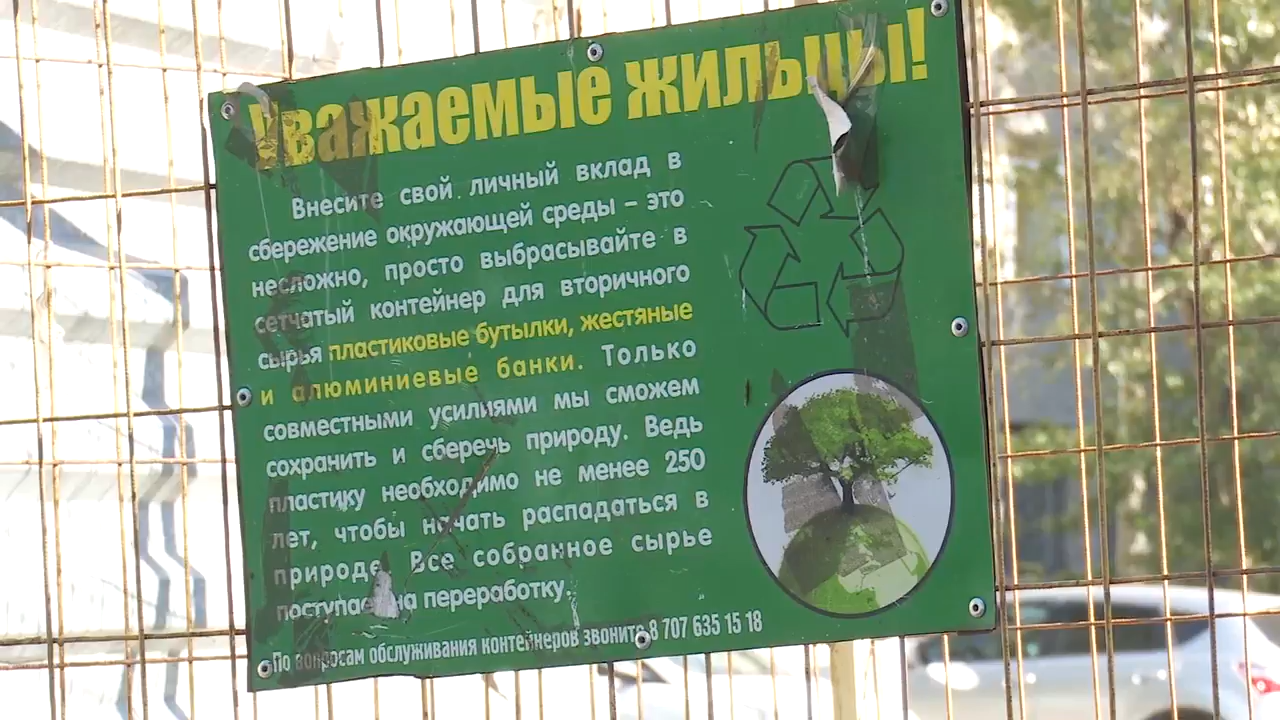 Уважаемые жильцы!
Внесите свой личный вклад в
сбережение окружающей среды – это
несложно, просто выбрасывайте в
сетчатый контейнер для вторичного
сырья пластиковые бутылки, жестяные
и алюминиевые банки. Только
совместными усилиями мы сможем
сохранить и сберечь природу. Ведь
пластику необходимо не менее 250
лет, чтобы начать распадаться в
природе. Все собранное сырье
поступает на переработку.
По вопросам обслуживания контейнеров звоните 8 707 635 15 18